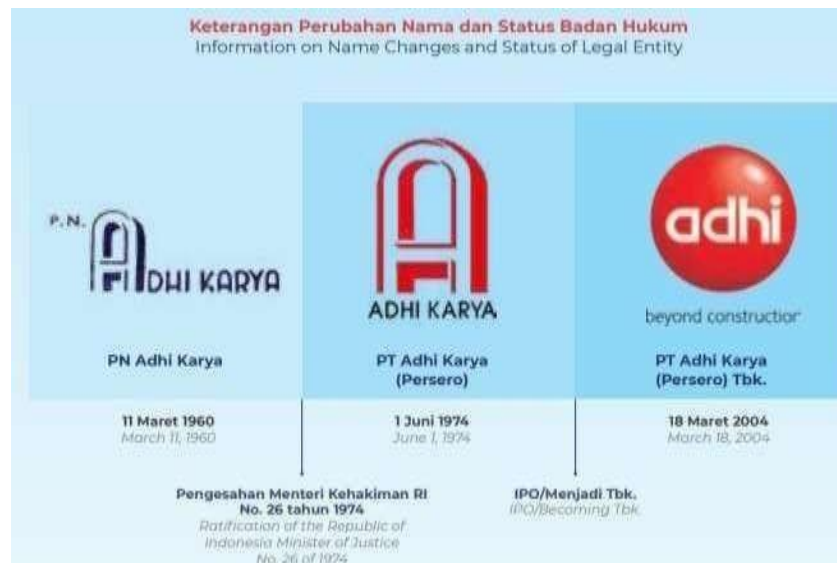 Keterangan Perubahan Nama dan Status Badan Hukum
Information on Name Changes and Status of Legal Entity
P.N.
ADHI KARYA
ADHI KARYA
adhi
beyond construction
PN Adhi Karya
PT Adhi Karya
(Persero)
PT Adhi Karya
(Persero) Tbk.
11 Maret 1960
March 11, 1960
1 Juni 1974
June 1, 1974
18 Maret 2004
March 18, 2004
Pengesahan Menteri Kehakiman RI
No. 26 tahun 1974
Ratification of the Republic of
Indonesia Minister of Justice
No. 26 of 1974
IPO/Menjadi Tbk.
IPO/Becoming Tbk.